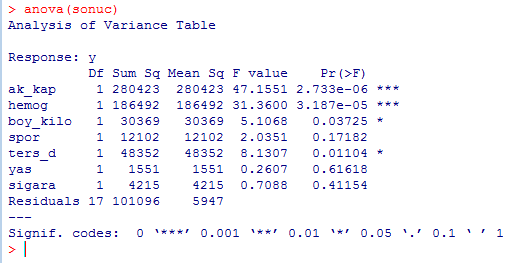 > anova(sonuc)
Analysis of Variance Table

Response: y
          Df Sum Sq Mean Sq F value    Pr(>F)
ak_kap     1 280423  280423 47.1551 2.733e-06 ***
hemog      1 186492  186492 31.3600 3.187e-05 ***
boy_kilo   1  30369   30369  5.1068   0.03725 *
spor       1  12102   12102  2.0351   0.17182
ters_d     1  48352   48352  8.1307   0.01104 *
yas        1   1551    1551  0.2607   0.61618
sigara     1   4215    4215  0.7088   0.41154
Residuals 17 101096    5947
---
Signif. codes:  0 ‘***’ 0.001 ‘**’ 0.01 ‘*’ 0.05 ‘.’ 0.1 ‘ ’ 1
>